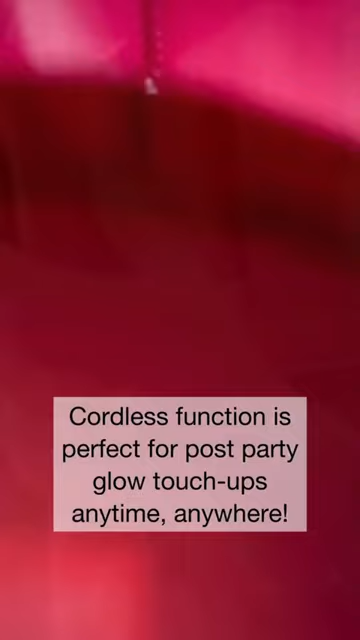 Cordless function is
perfect for post party
glow touch-ups
anytime, anywhere!